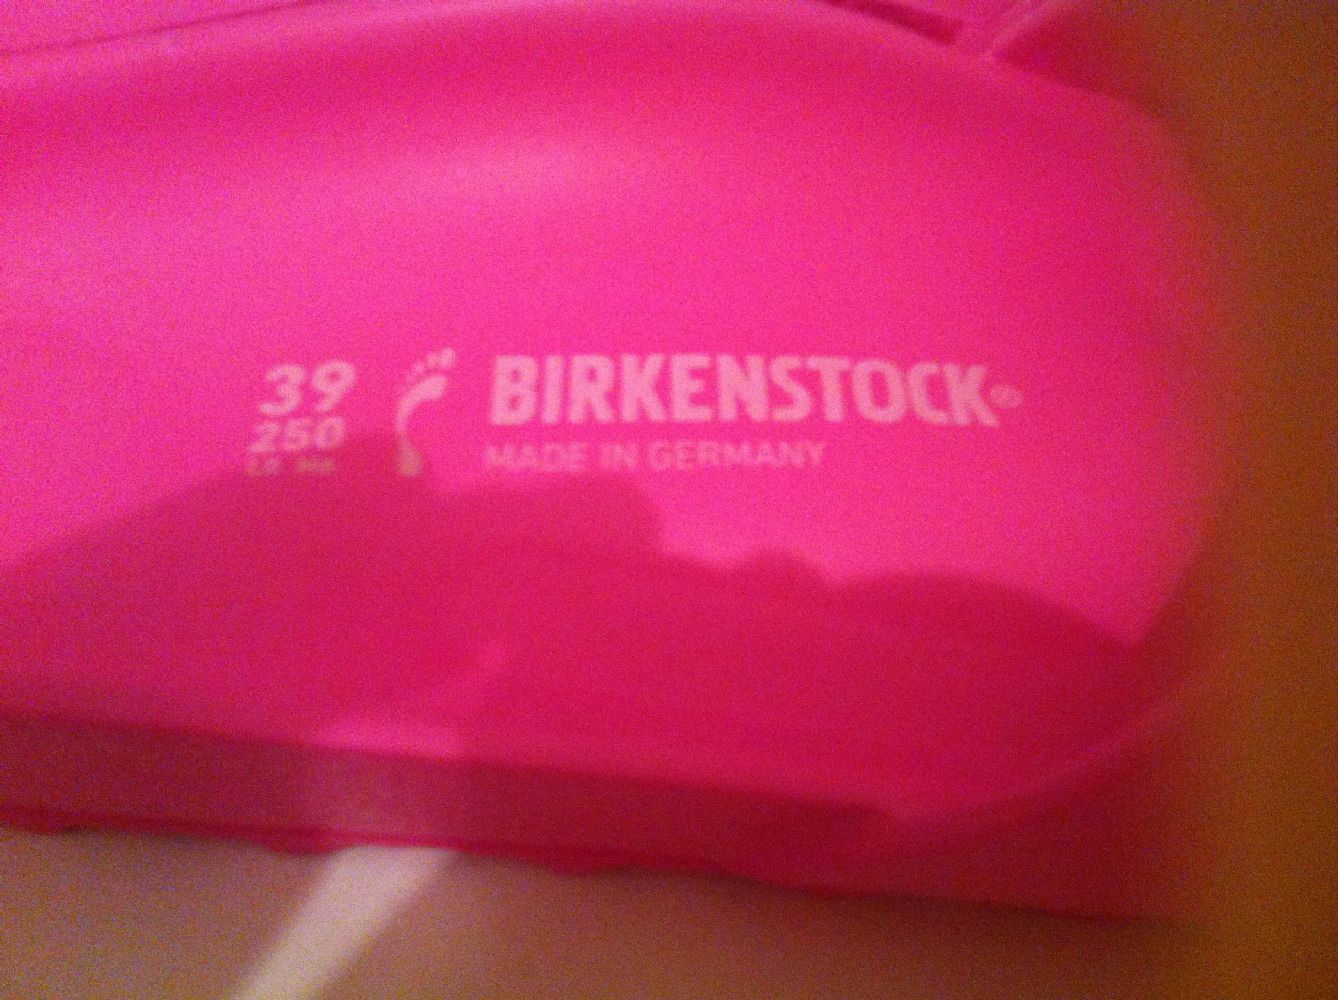 39
250
BIRKENSTOCK®
MADE IN GERMANY